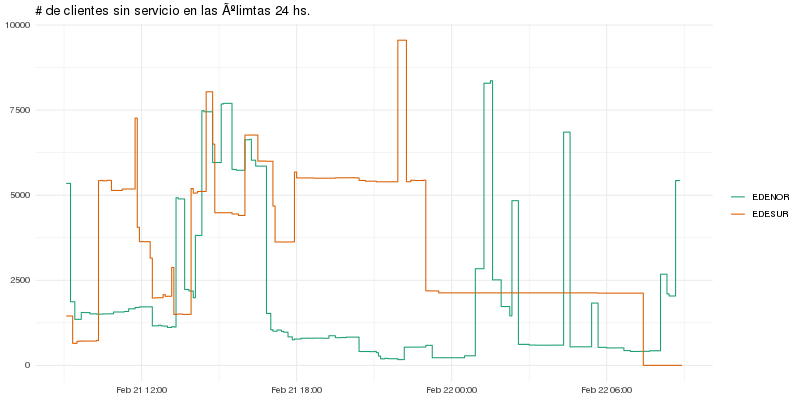 # de clientes sin servicio en las Ãºlimtas 24 hs.
10000
7500
5000
2500
0
Feb 21 12:00
Feb 21 18:00
Feb 22 00:00
Feb 22 06:00
EDENOR
EDESUR